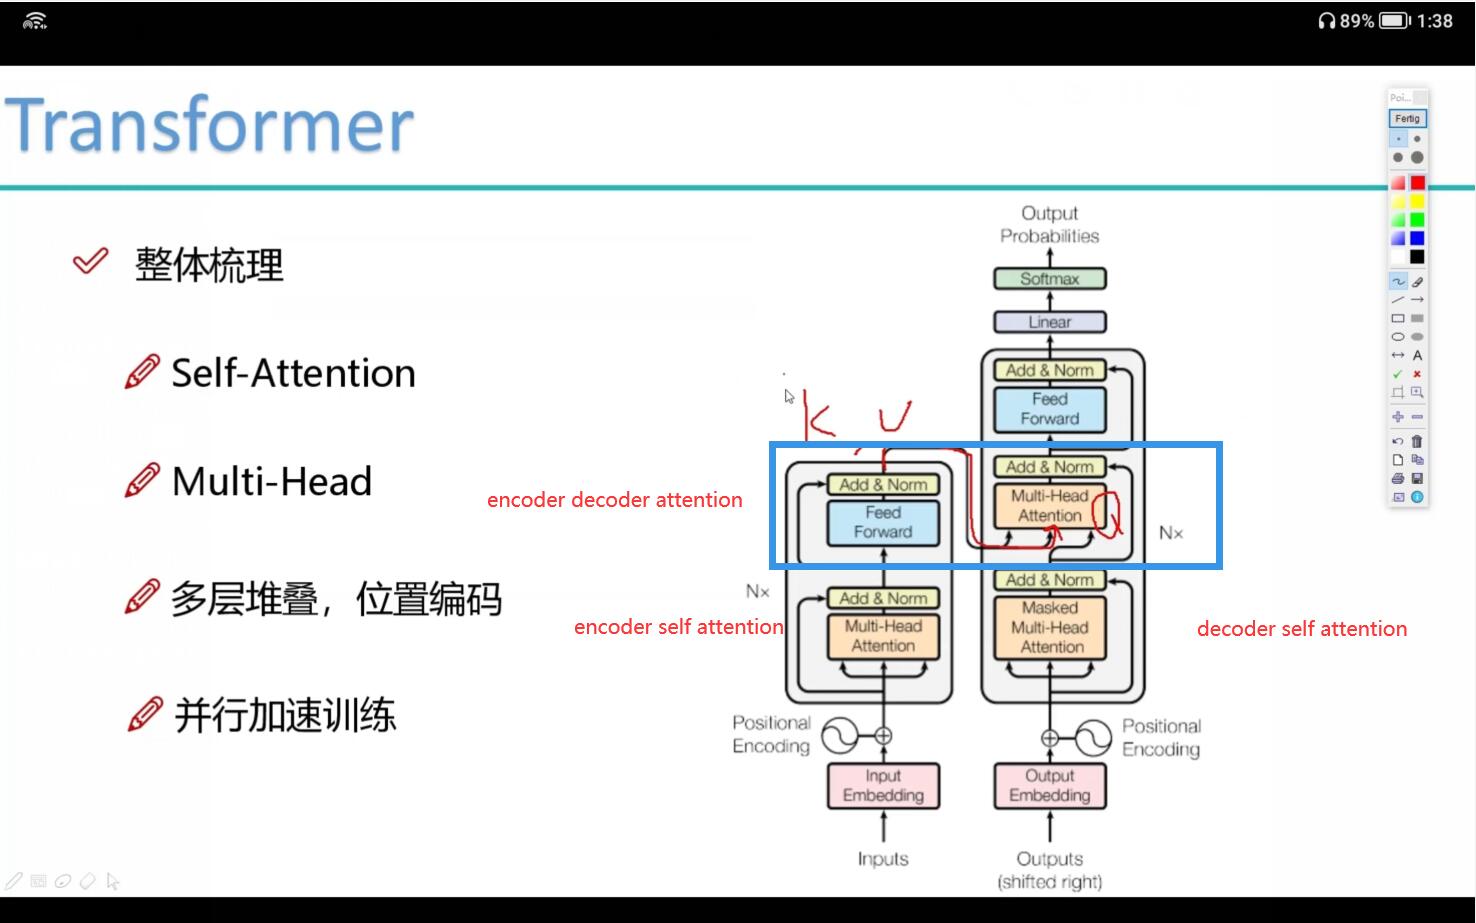 89% 1:38
Transformer
整体梳理
Self-Attention
Multi-Head
多层堆叠，位置编码
并行加速训练
encoder decoder attention
encoder self attention
decoder self attention
K V
Q
Output
Probabilities
Softmax
Linear
Add & Norm
Feed
Forward
Add & Norm
Multi-Head
Attention
N×
Add & Norm
Masked
Multi-Head
Attention
Positional
Encoding
Output
Embedding
Outputs
(shifted right)
Add & Norm
Feed
Forward
Nx
Add & Norm
Multi-Head
Attention
Positional
Encoding
Input
Embedding
Inputs
Poi...
Fertig
A